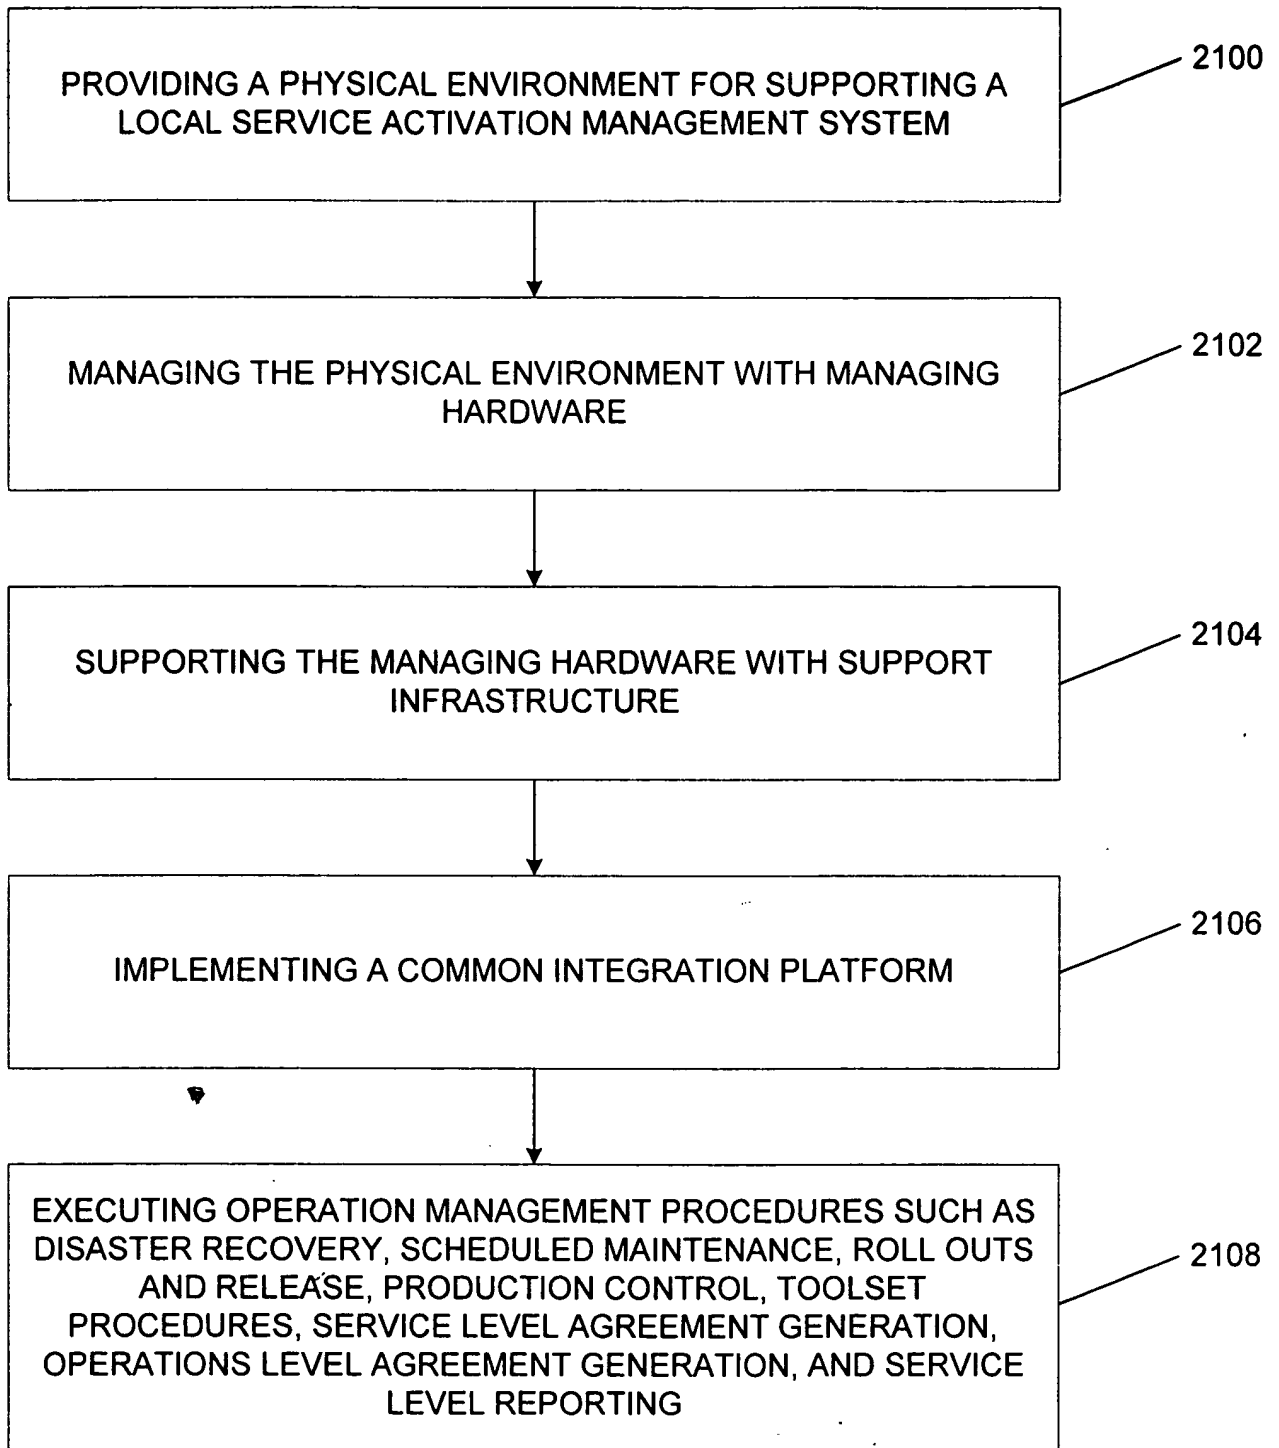 PROVIDING A PHYSICAL ENVIRONMENT FOR SUPPORTING A
LOCAL SERVICE ACTIVATION MANAGEMENT SYSTEM
2100
MANAGING THE PHYSICAL ENVIRONMENT WITH MANAGING
HARDWARE
2102
SUPPORTING THE MANAGING HARDWARE WITH SUPPORT
INFRASTRUCTURE
2104
IMPLEMENTING A COMMON INTEGRATION PLATFORM
2106
EXECUTING OPERATION MANAGEMENT PROCEDURES SUCH AS
DISASTER RECOVERY, SCHEDULED MAINTENANCE, ROLL OUTS
AND RELEASE, PRODUCTION CONTROL, TOOLSET
PROCEDURES, SERVICE LEVEL AGREEMENT GENERATION,
OPERATIONS LEVEL AGREEMENT GENERATION, AND SERVICE
LEVEL REPORTING
2108